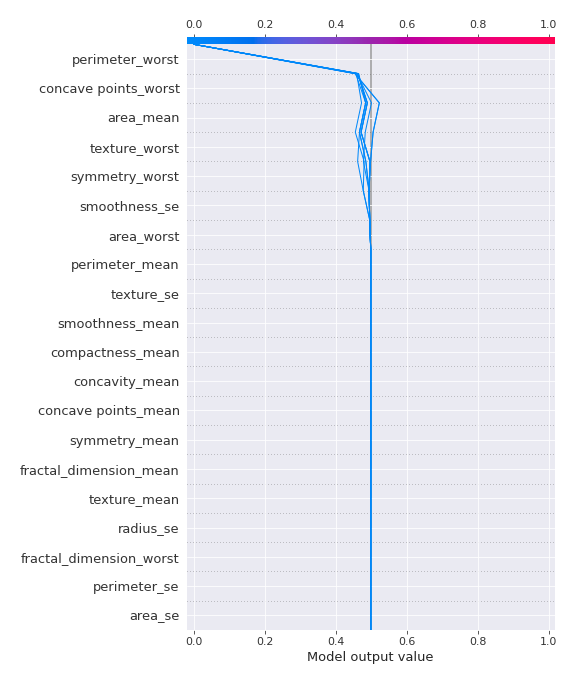 0.0 0.2 0.4 0.6 0.8 1.0
perimeter_worst
concave points_worst
area_mean
texture_worst
symmetry_worst
smoothness_se
area_worst
perimeter_mean
texture_se
smoothness_mean
compactness_mean
concavity_mean
concave points_mean
symmetry_mean
fractal_dimension_mean
texture_mean
radius_se
fractal_dimension_worst
perimeter_se
area_se
0.0 0.2 0.4 0.6 0.8 1.0
Model output value